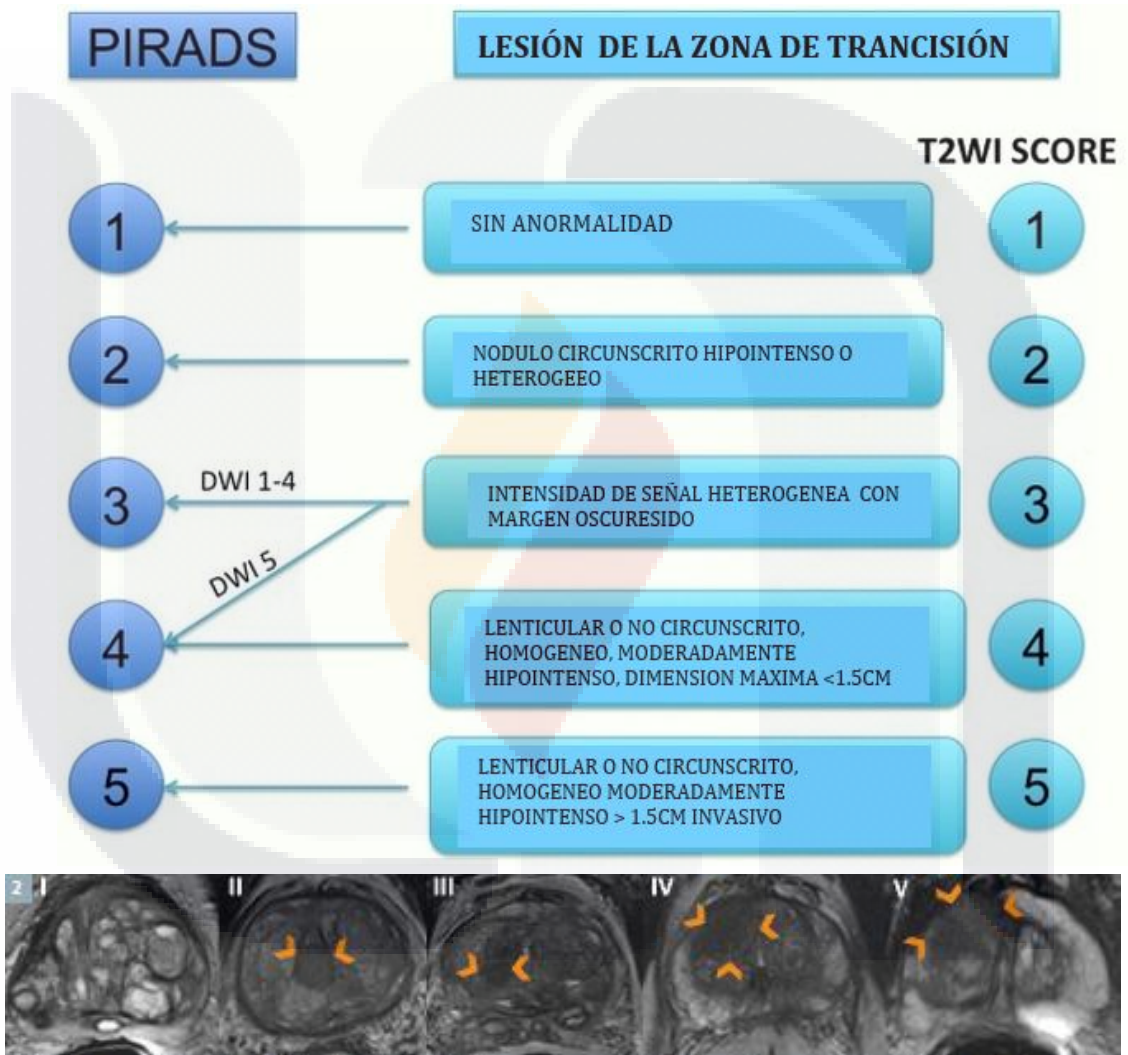 PIRADS
LESIÓN DE LA ZONA DE TRANCISIÓN
T2WI SCORE
1
SIN ANORMALIDAD
1
2
NODULO CIRCUNSCRITO HIPOINTENSO O
HETEROGEEO
2
3
DWI 1-4
INTENSIDAD DE SEÑAL HETEROGENEA CON
MARGEN OSCURESIDO
3
DWI 5
4
LENTICULAR O NO CIRCUNSCRITO,
HOMOGENEO, MODERADAMENTE
HIPOINTENSO, DIMENSION MAXIMA <1.5CM
4
5
LENTICULAR O NO CIRCUNSCRITO,
HOMOGENEO MODERADAMENTE
HIPOINTENSO > 1.5CM INVASIVO
5
2 I II III IV V